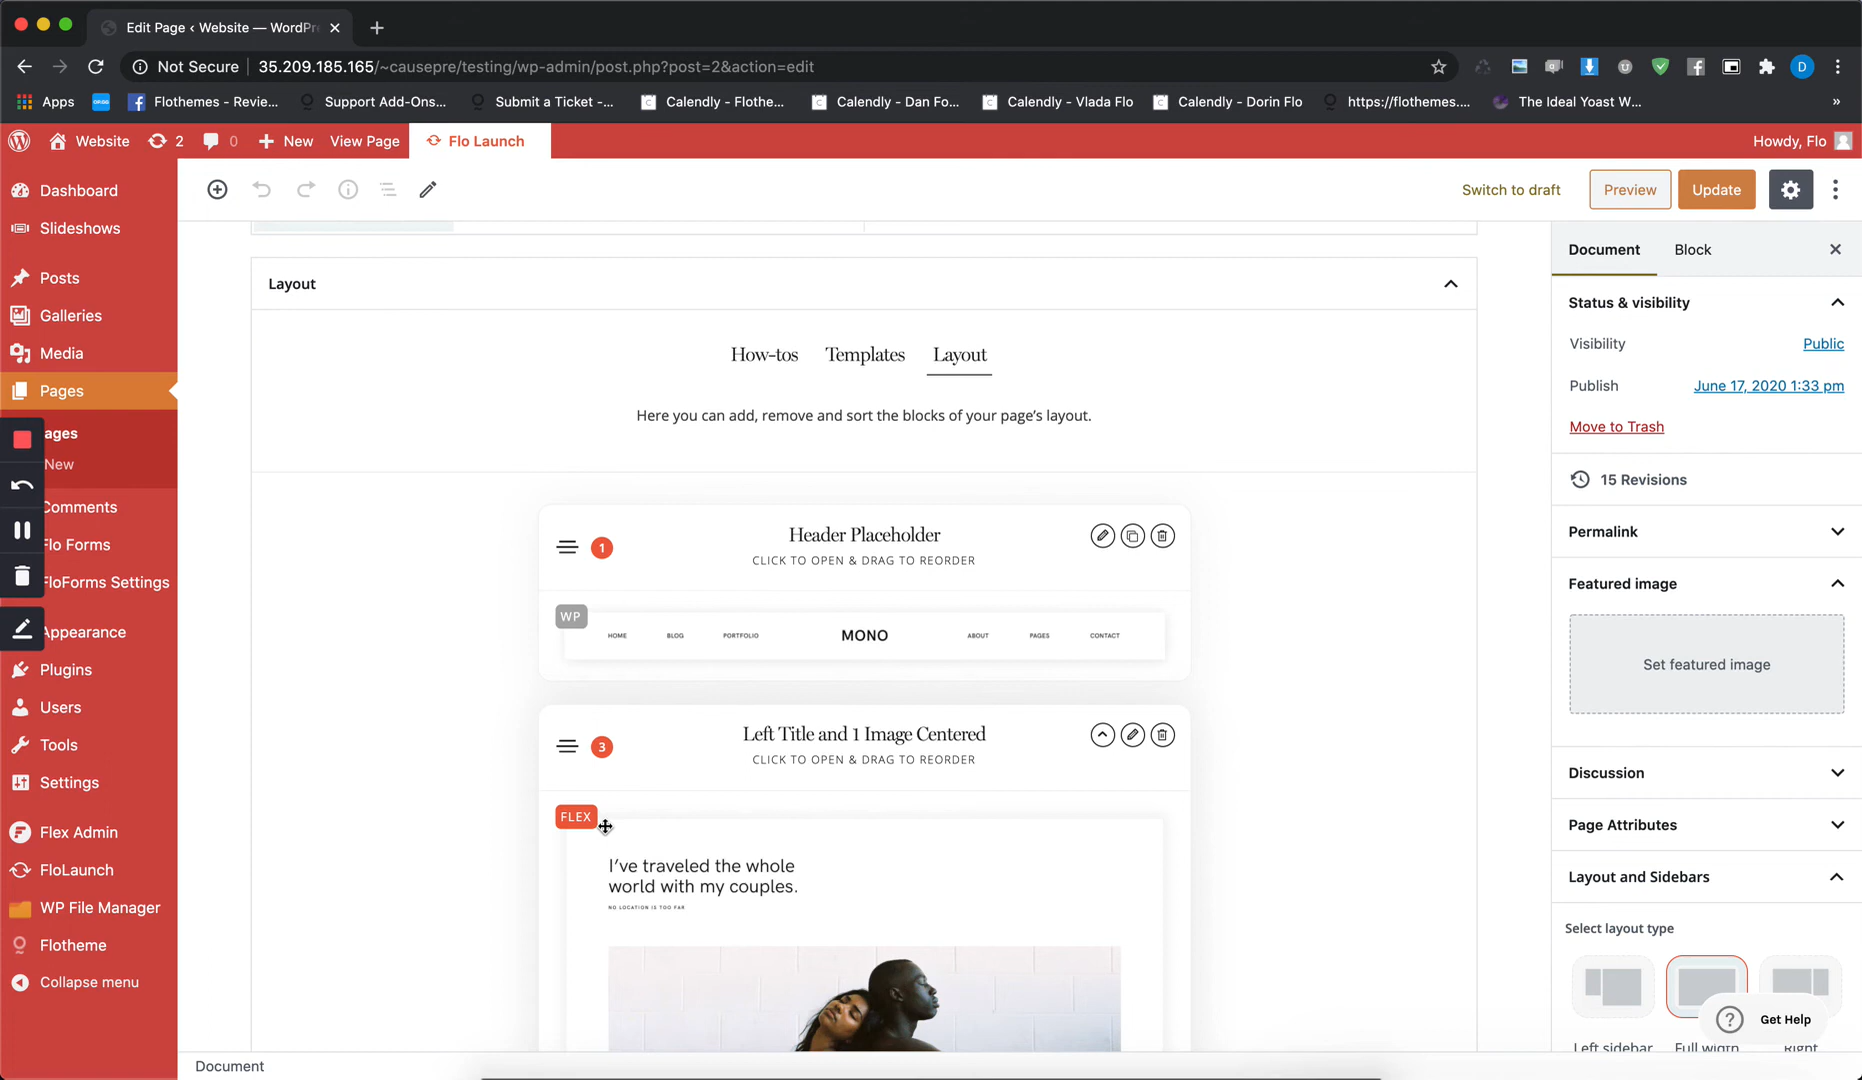 Edit Page ‹ Website — WordPr
Not Secure
35.209.185.165/~causepre/testing/wp-admin/post.php?post=2&action=edit
D
Apps
Flothemes - Revie...
Support Add-Ons...
Submit a Ticket -...
Calendly - Flothe...
Calendly - Dan Fo...
Calendly - Vlada Fl
Calendly - Dorin Flo
https://flothemes....
The Ideal Yoast W...
»
Website
2
0
New
View Page
Flo Launch
Howdy, Flo
Dashboard
Slideshows
Posts
Galleries
Media
Pages
ages
New
Comments
Flo Forms
FloForms Settings
Appearance
Plugins
Users
Tools
Settings
Flex Admin
FloLaunch
WP File Manager
Flotheme
Collapse menu
Switch to draft
Preview
Update
Layout
How-tos
Templates
Layout
Here you can add, remove and sort the blocks of your page's layout.
1
Header Placeholder
CLICK TO OPEN & DRAG TO REORDER
WP
HOME
BLOG
PORTFOLIO
MONO
ABOUT
PAGES
CONTACT
3
Left Title and 1 Image Centered
CLICK TO OPEN & DRAG TO REORDER
FLEX
I've traveled the whole
world with my couples.
NO LOCATION IS TOO FAR
Document
Block
Status & visibility
Visibility
Public
Publish
June 17, 2020 1:33 pm
Move to Trash
15 Revisions
Permalink
Featured image
Set featured image
Discussion
Page Attributes
Layout and Sidebars
Select layout type
Left sidebar
Full width
Right
Get Help
Document